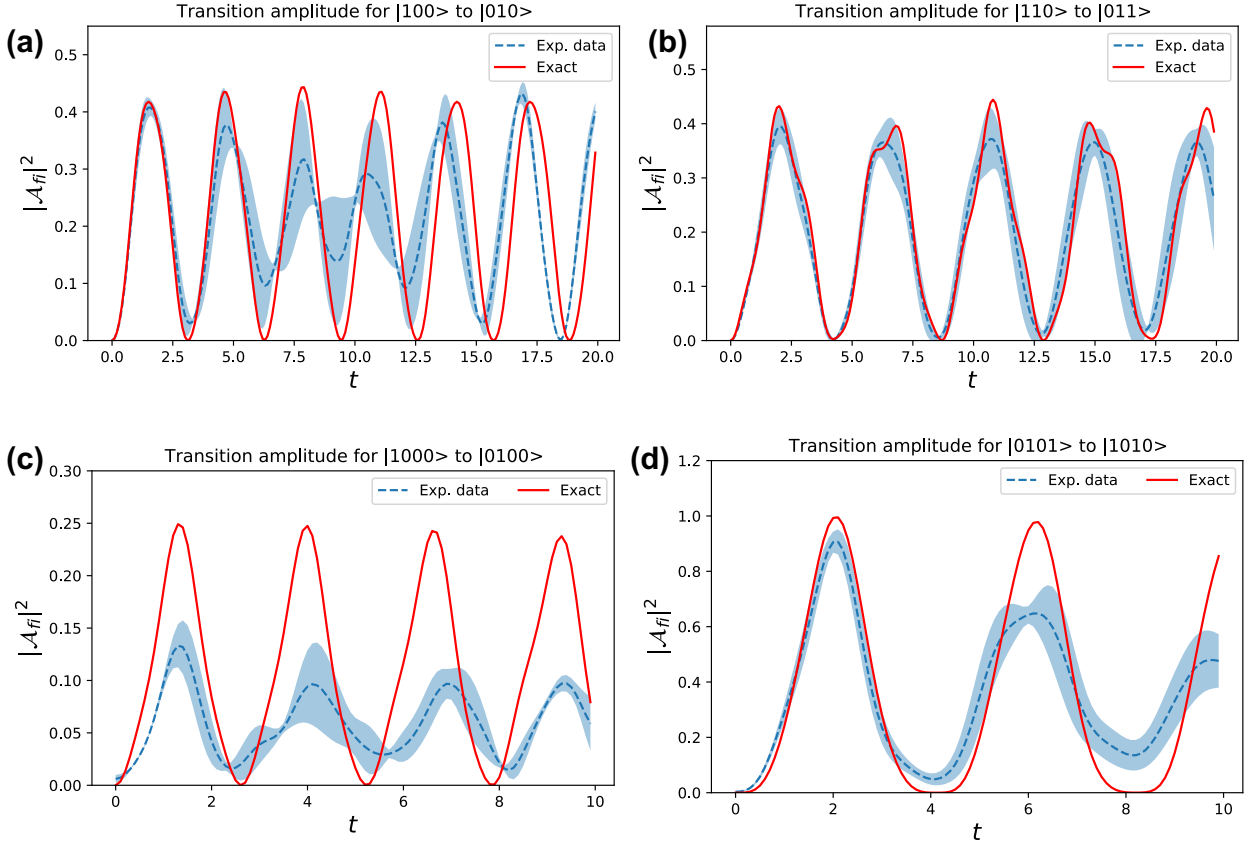 Transition amplitude for |100> to |010>
(a)
Exp. data
Exact
|𝒜fi|²
0.5
0.4
0.3
0.2
0.1
0.0
0.0 2.5 5.0 7.5 10.0 12.5 15.0 17.5 20.0
t
Transition amplitude for |110> to |011>
(b)
Exp. data
Exact
|𝒜fi|²
0.5
0.4
0.3
0.2
0.1
0.0
0.0 2.5 5.0 7.5 10.0 12.5 15.0 17.5 20.0
t
Transition amplitude for |1000> to |0100>
(c)
Exp. data Exact
|𝒜fi|²
0.30
0.25
0.20
0.15
0.10
0.05
0.00
0 2 4 6 8 10
t
Transition amplitude for |0101> to |1010>
(d)
Exp. data Exact
|𝒜fi|²
1.2
1.0
0.8
0.6
0.4
0.2
0.0
0 2 4 6 8 10
t